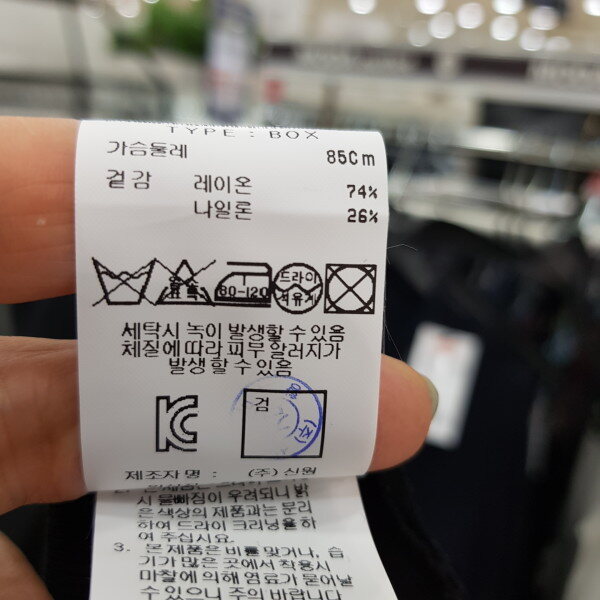 TYPE : BOX
가슴둘레 85Cm
겉감 레이온 74%
나일론 26%
표백 80-120 드라이
석유계
세탁시 녹이 발생할 수 있음
체질에 따라 피부 알러지가
발생할 수 있음
검
(주)
제조자명 : (주) 신원
시 물빠짐이 우려되니 밝
은 색상의 제품과는 분리
하여 드라이 크리닝을 하
여 주십시요.
3. 본 제품은 비를 맞거나, 습
기가 많은 곳에서 착용시
마찰에 의해 염료가 묻어날
수 있으니 주의 바랍니다